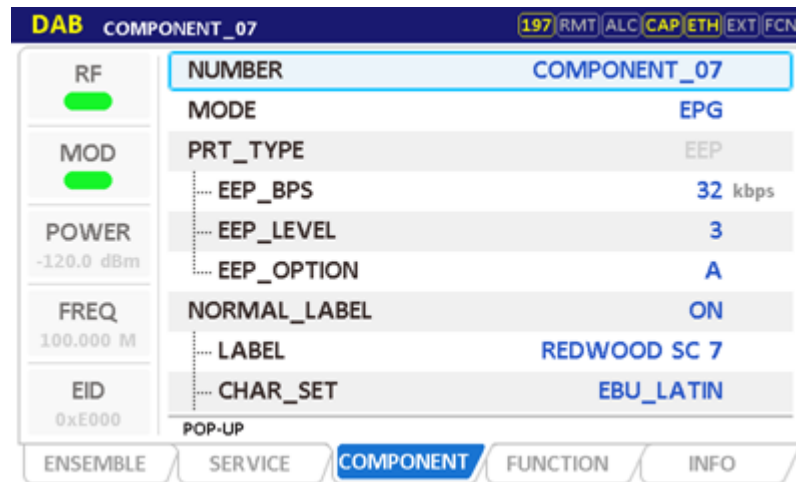 DAB COMPONENT_07 197 RMT ALC CAP ETH EXT FCN
RF
MOD
POWER
-120.0 dBm
FREQ
100.000 M
EID
0xE000
NUMBER COMPONENT_07
MODE EPG
PRT_TYPE EEP
EEP_BPS 32 kbps
EEP_LEVEL 3
EEP_OPTION A
NORMAL_LABEL ON
LABEL REDWOOD SC 7
CHAR_SET EBU_LATIN
POP-UP
ENSEMBLE SERVICE COMPONENT FUNCTION INFO